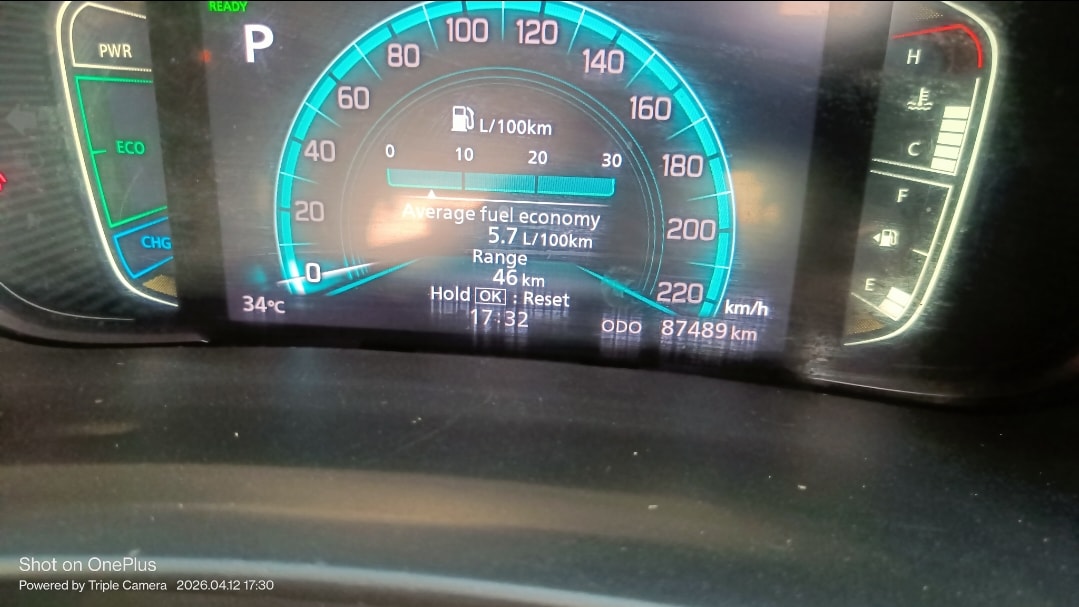 READY
P
PWR
ECO
CHG
0
20
40
60
80
100
120
140
160
180
200
220
km/h
L/100km
0 10 20 30
Average fuel economy
5.7 L/100km
Range
46 km
Hold OK : Reset
34°C
17:32
ODO 87489 km
H
C
F
E
Shot on OnePlus
Powered by Triple Camera 2026.04.12 17:30